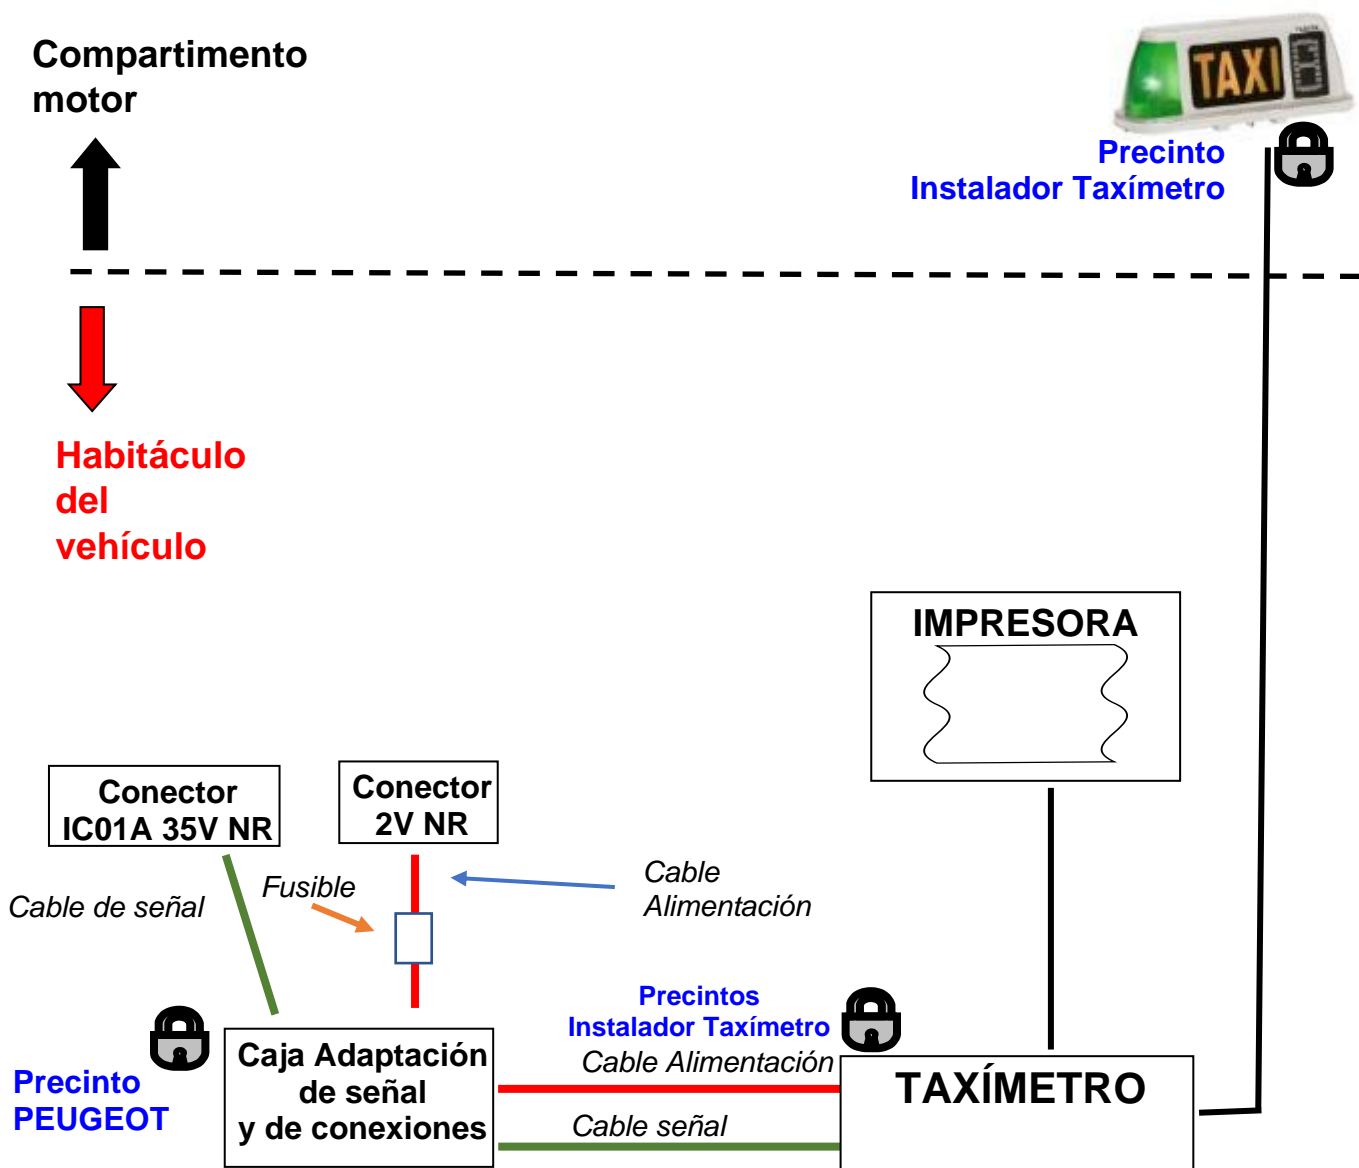 Compartimento
motor
TAXI
Precinto
Instalador Taxímetro
Habitáculo
del
vehículo
IMPRESORA
Conector
IC01A 35V NR
Conector
2V NR
Cable de señal
Fusible
Cable
Alimentación
Precintos
Instalador Taxímetro
Cable Alimentación
Precinto
PEUGEOT
Caja Adaptación
de señal
y de conexiones
Cable señal
TAXÍMETRO